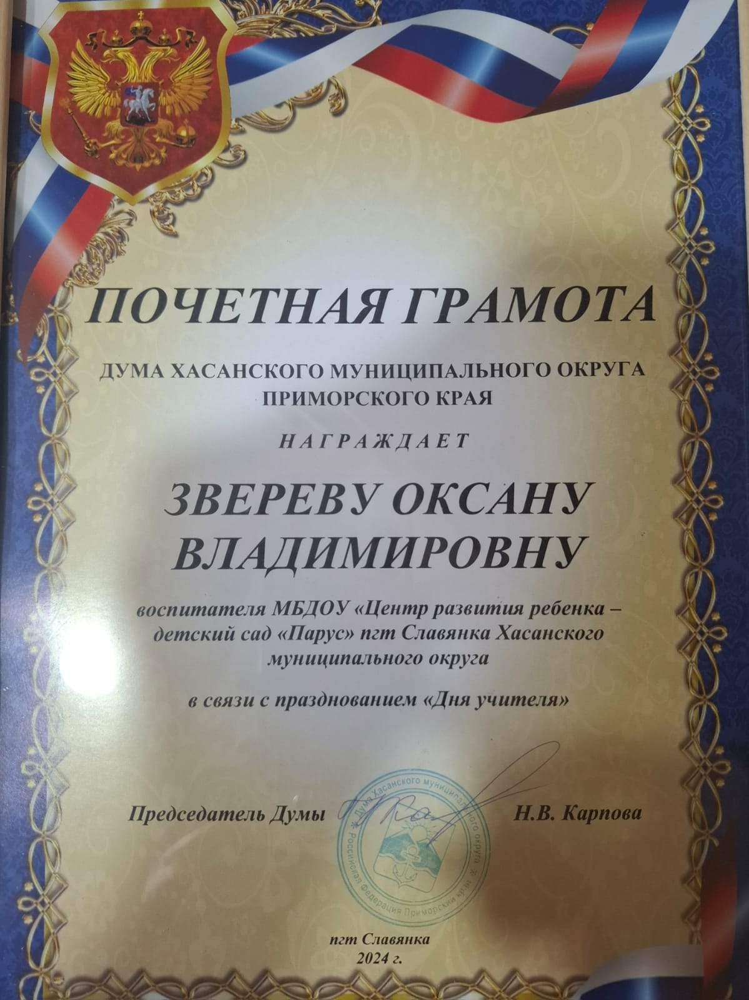 ПОЧЕТНАЯ ГРАМОТА
ДУМА ХАСАНСКОГО МУНИЦИПАЛЬНОГО ОКРУГА
ПРИМОРСКОГО КРАЯ
НАГРАЖДАЕТ
ЗВЕРЕВУ ОКСАНУ
ВЛАДИМИРОВНУ
воспитателя МБДОУ «Центр развития ребенка –
детский сад «Парус» пгт Славянка Хасанского
муниципального округа
в связи с празднованием «Дня учителя»
Председатель Думы
Н.В. Карпова
Дума Хасанского муниципального округа
Российская Федерация Приморский край
пгт Славянка
2024 г.